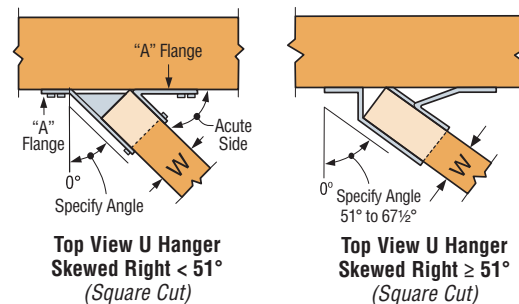 “A” Flange
“A”
Flange
Acute
Side
W
0°
Specify Angle
Top View U Hanger
Skewed Right < 51°
(Square Cut)
W
0°
Specify Angle
51° to 67½°
Top View U Hanger
Skewed Right ≥ 51°
(Square Cut)